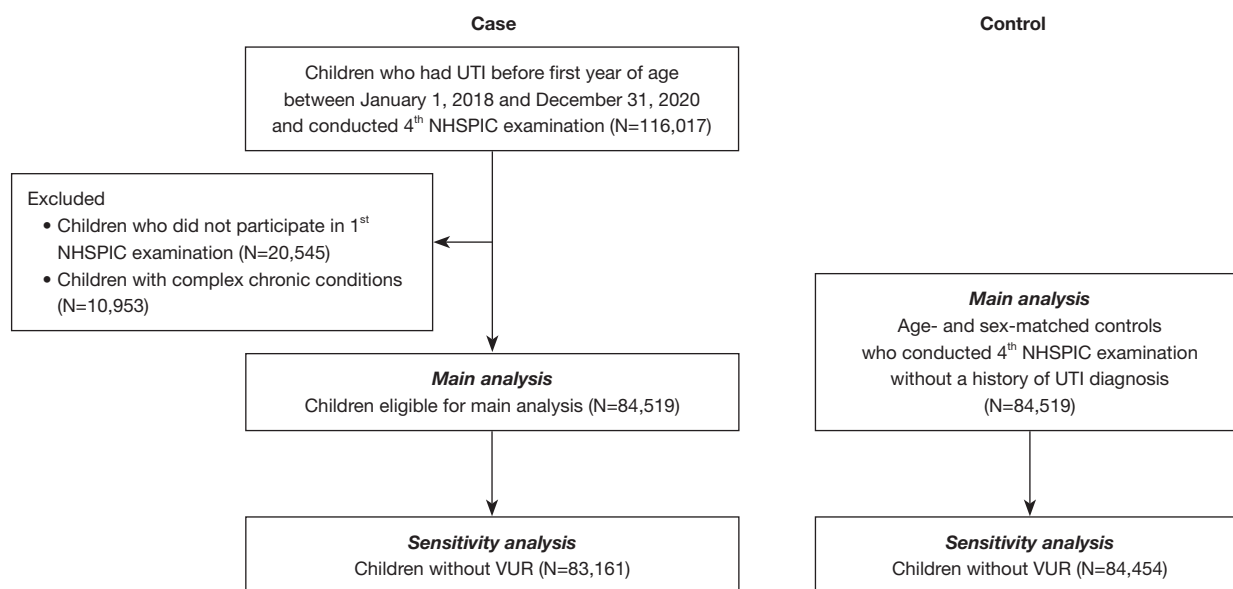 Case
Control
Children who had UTI before first year of age
between January 1, 2018 and December 31, 2020
and conducted 4th NHSPIC examination (N=116,017)
Excluded
• Children who did not participate in 1st
NHSPIC examination (N=20,545)
• Children with complex chronic conditions
(N=10,953)
Main analysis
Children eligible for main analysis (N=84,519)
Main analysis
Age- and sex-matched controls
who conducted 4th NHSPIC examination
without a history of UTI diagnosis
(N=84,519)
Sensitivity analysis
Children without VUR (N=83,161)
Sensitivity analysis
Children without VUR (N=84,454)